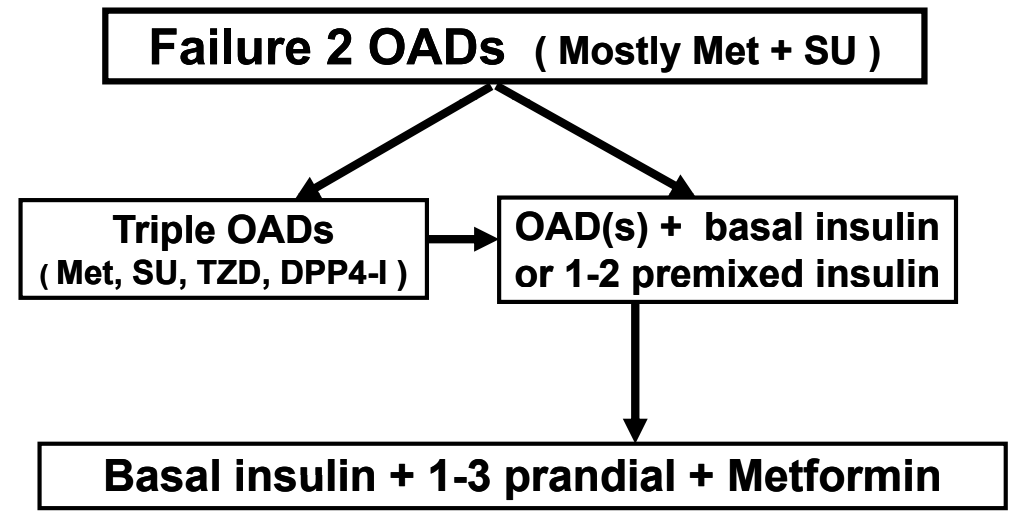 Failure 2 OADs ( Mostly Met + SU )
Triple OADs
( Met, SU, TZD, DPP4-I )
OAD(s) + basal insulin
or 1-2 premixed insulin
Basal insulin + 1-3 prandial + Metformin